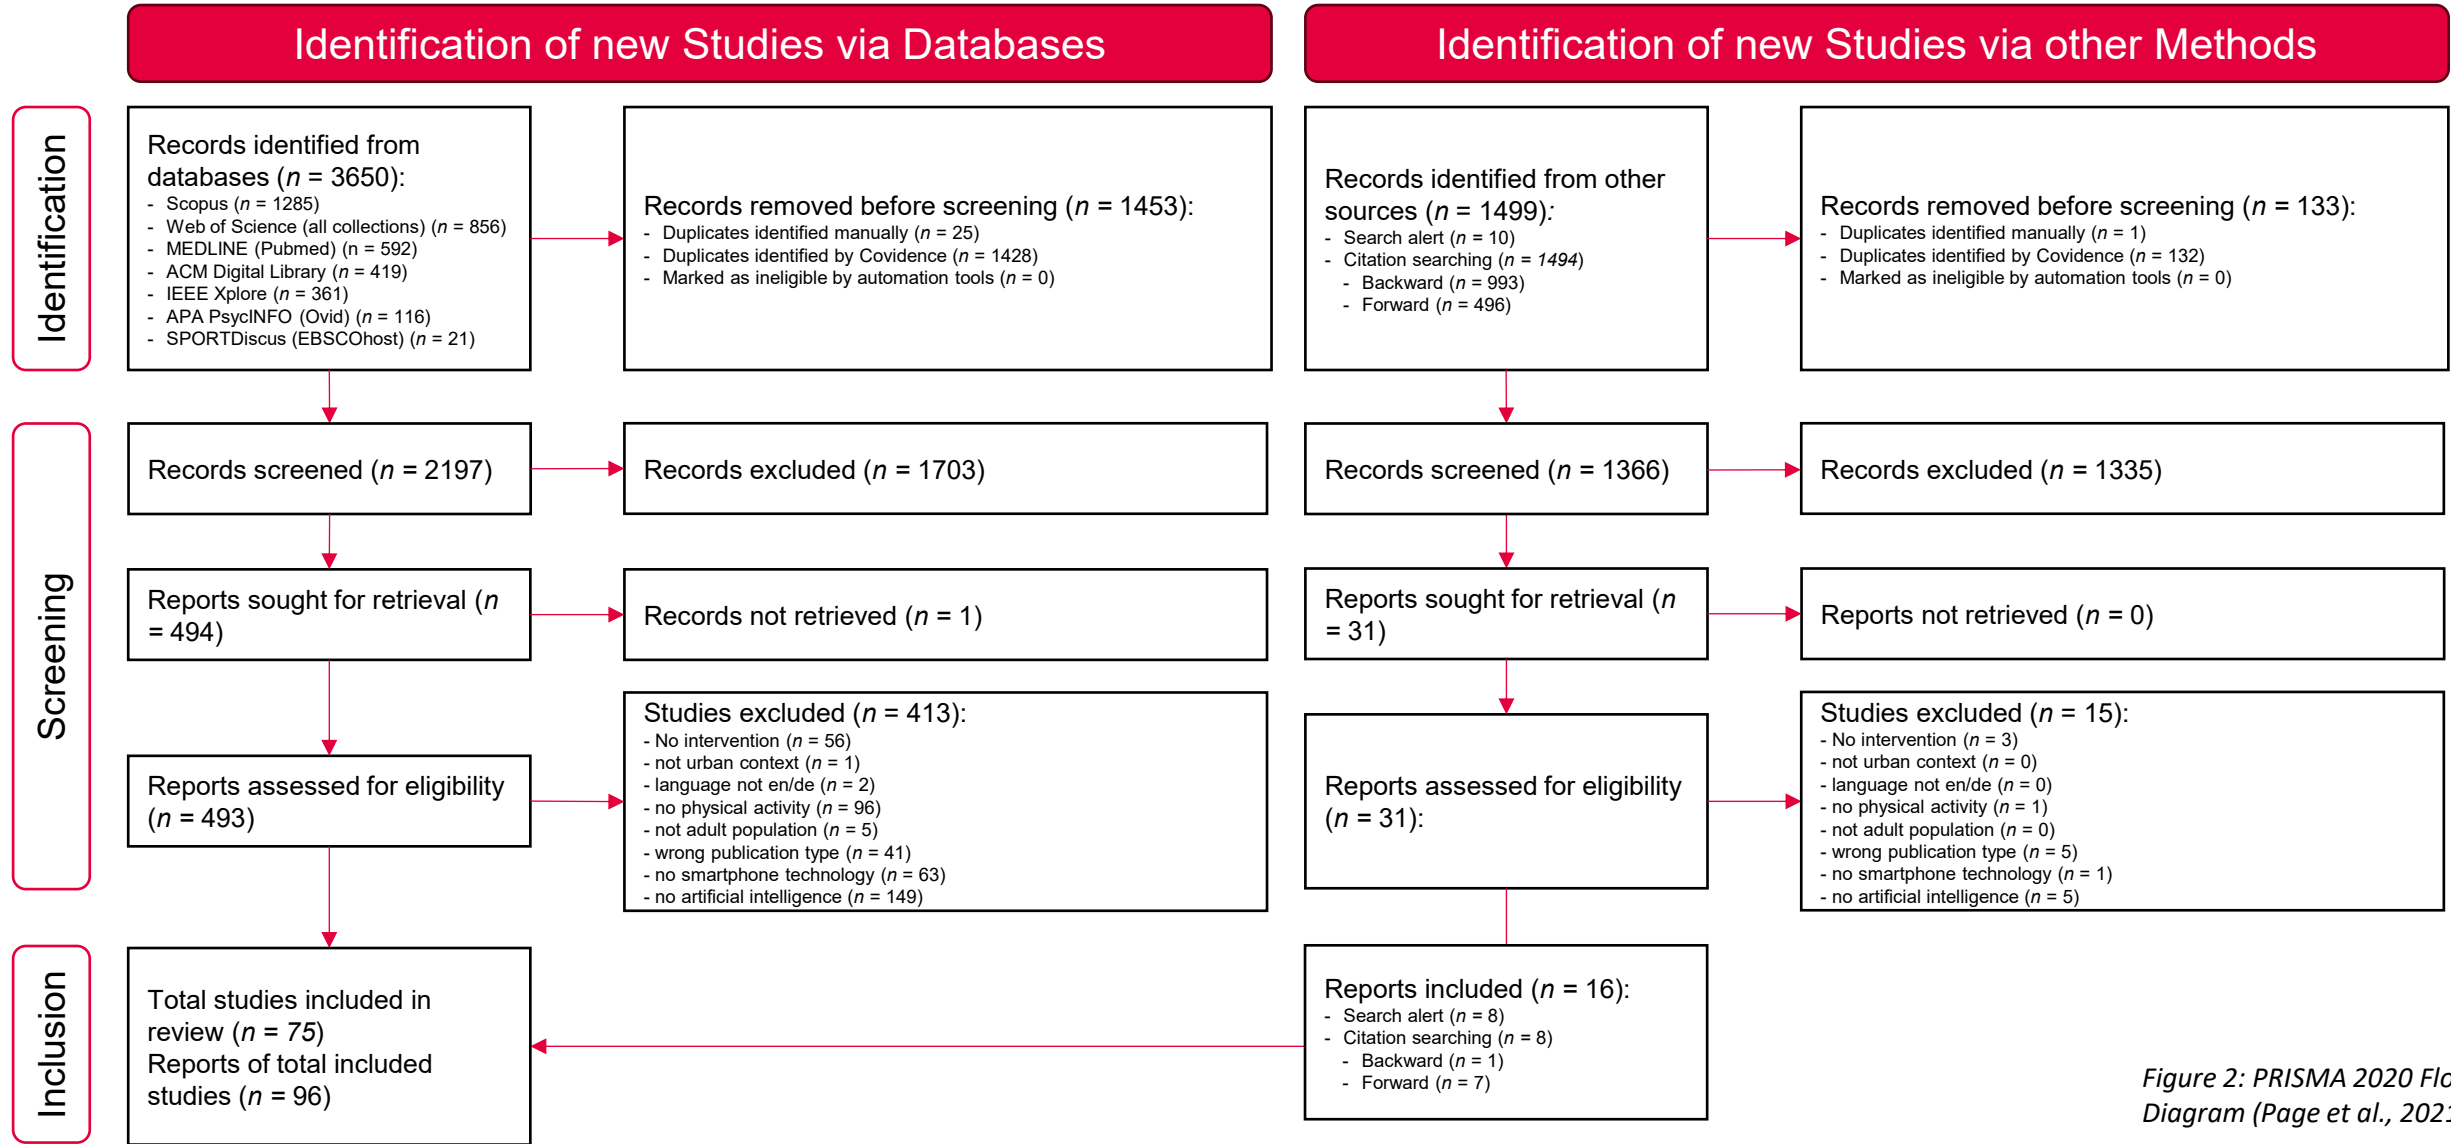 Identification of new Studies via Databases
Identification of new Studies via other Methods
Identification
Records identified from
databases (n = 3650):
- Scopus (n = 1285)
- Web of Science (all collections) (n = 856)
- MEDLINE (Pubmed) (n = 592)
- ACM Digital Library (n = 419)
- IEEE Xplore (n = 361)
- APA PsycINFO (Ovid) (n = 116)
- SPORTDiscus (EBSCOhost) (n = 21)
Records removed before screening (n = 1453):
- Duplicates identified manually (n = 25)
- Duplicates identified by Covidence (n = 1428)
- Marked as ineligible by automation tools (n = 0)
Records identified from other
sources (n = 1499):
- Search alert (n = 10)
- Citation searching (n = 1494)
- Backward (n = 993)
- Forward (n = 496)
Records removed before screening (n = 133):
- Duplicates identified manually (n = 1)
- Duplicates identified by Covidence (n = 132)
- Marked as ineligible by automation tools (n = 0)
Screening
Records screened (n = 2197)
Records excluded (n = 1703)
Records screened (n = 1366)
Records excluded (n = 1335)
Reports sought for retrieval (n
= 494)
Records not retrieved (n = 1)
Reports sought for retrieval (n
= 31)
Reports not retrieved (n = 0)
Reports assessed for eligibility
(n = 493)
Studies excluded (n = 413):
- No intervention (n = 56)
- not urban context (n = 1)
- language not en/de (n = 2)
- no physical activity (n = 96)
- not adult population (n = 5)
- wrong publication type (n = 41)
- no smartphone technology (n = 63)
- no artificial intelligence (n = 149)
Reports assessed for eligibility
(n = 31):
Studies excluded (n = 15):
- No intervention (n = 3)
- not urban context (n = 0)
- language not en/de (n = 0)
- no physical activity (n = 1)
- not adult population (n = 0)
- wrong publication type (n = 5)
- no smartphone technology (n = 1)
- no artificial intelligence (n = 5)
Inclusion
Total studies included in
review (n = 75)
Reports of total included
studies (n = 96)
Reports included (n = 16):
- Search alert (n = 8)
- Citation searching (n = 8)
- Backward (n = 1)
- Forward (n = 7)
Figure 2: PRISMA 2020 Flo
Diagram (Page et al., 2021